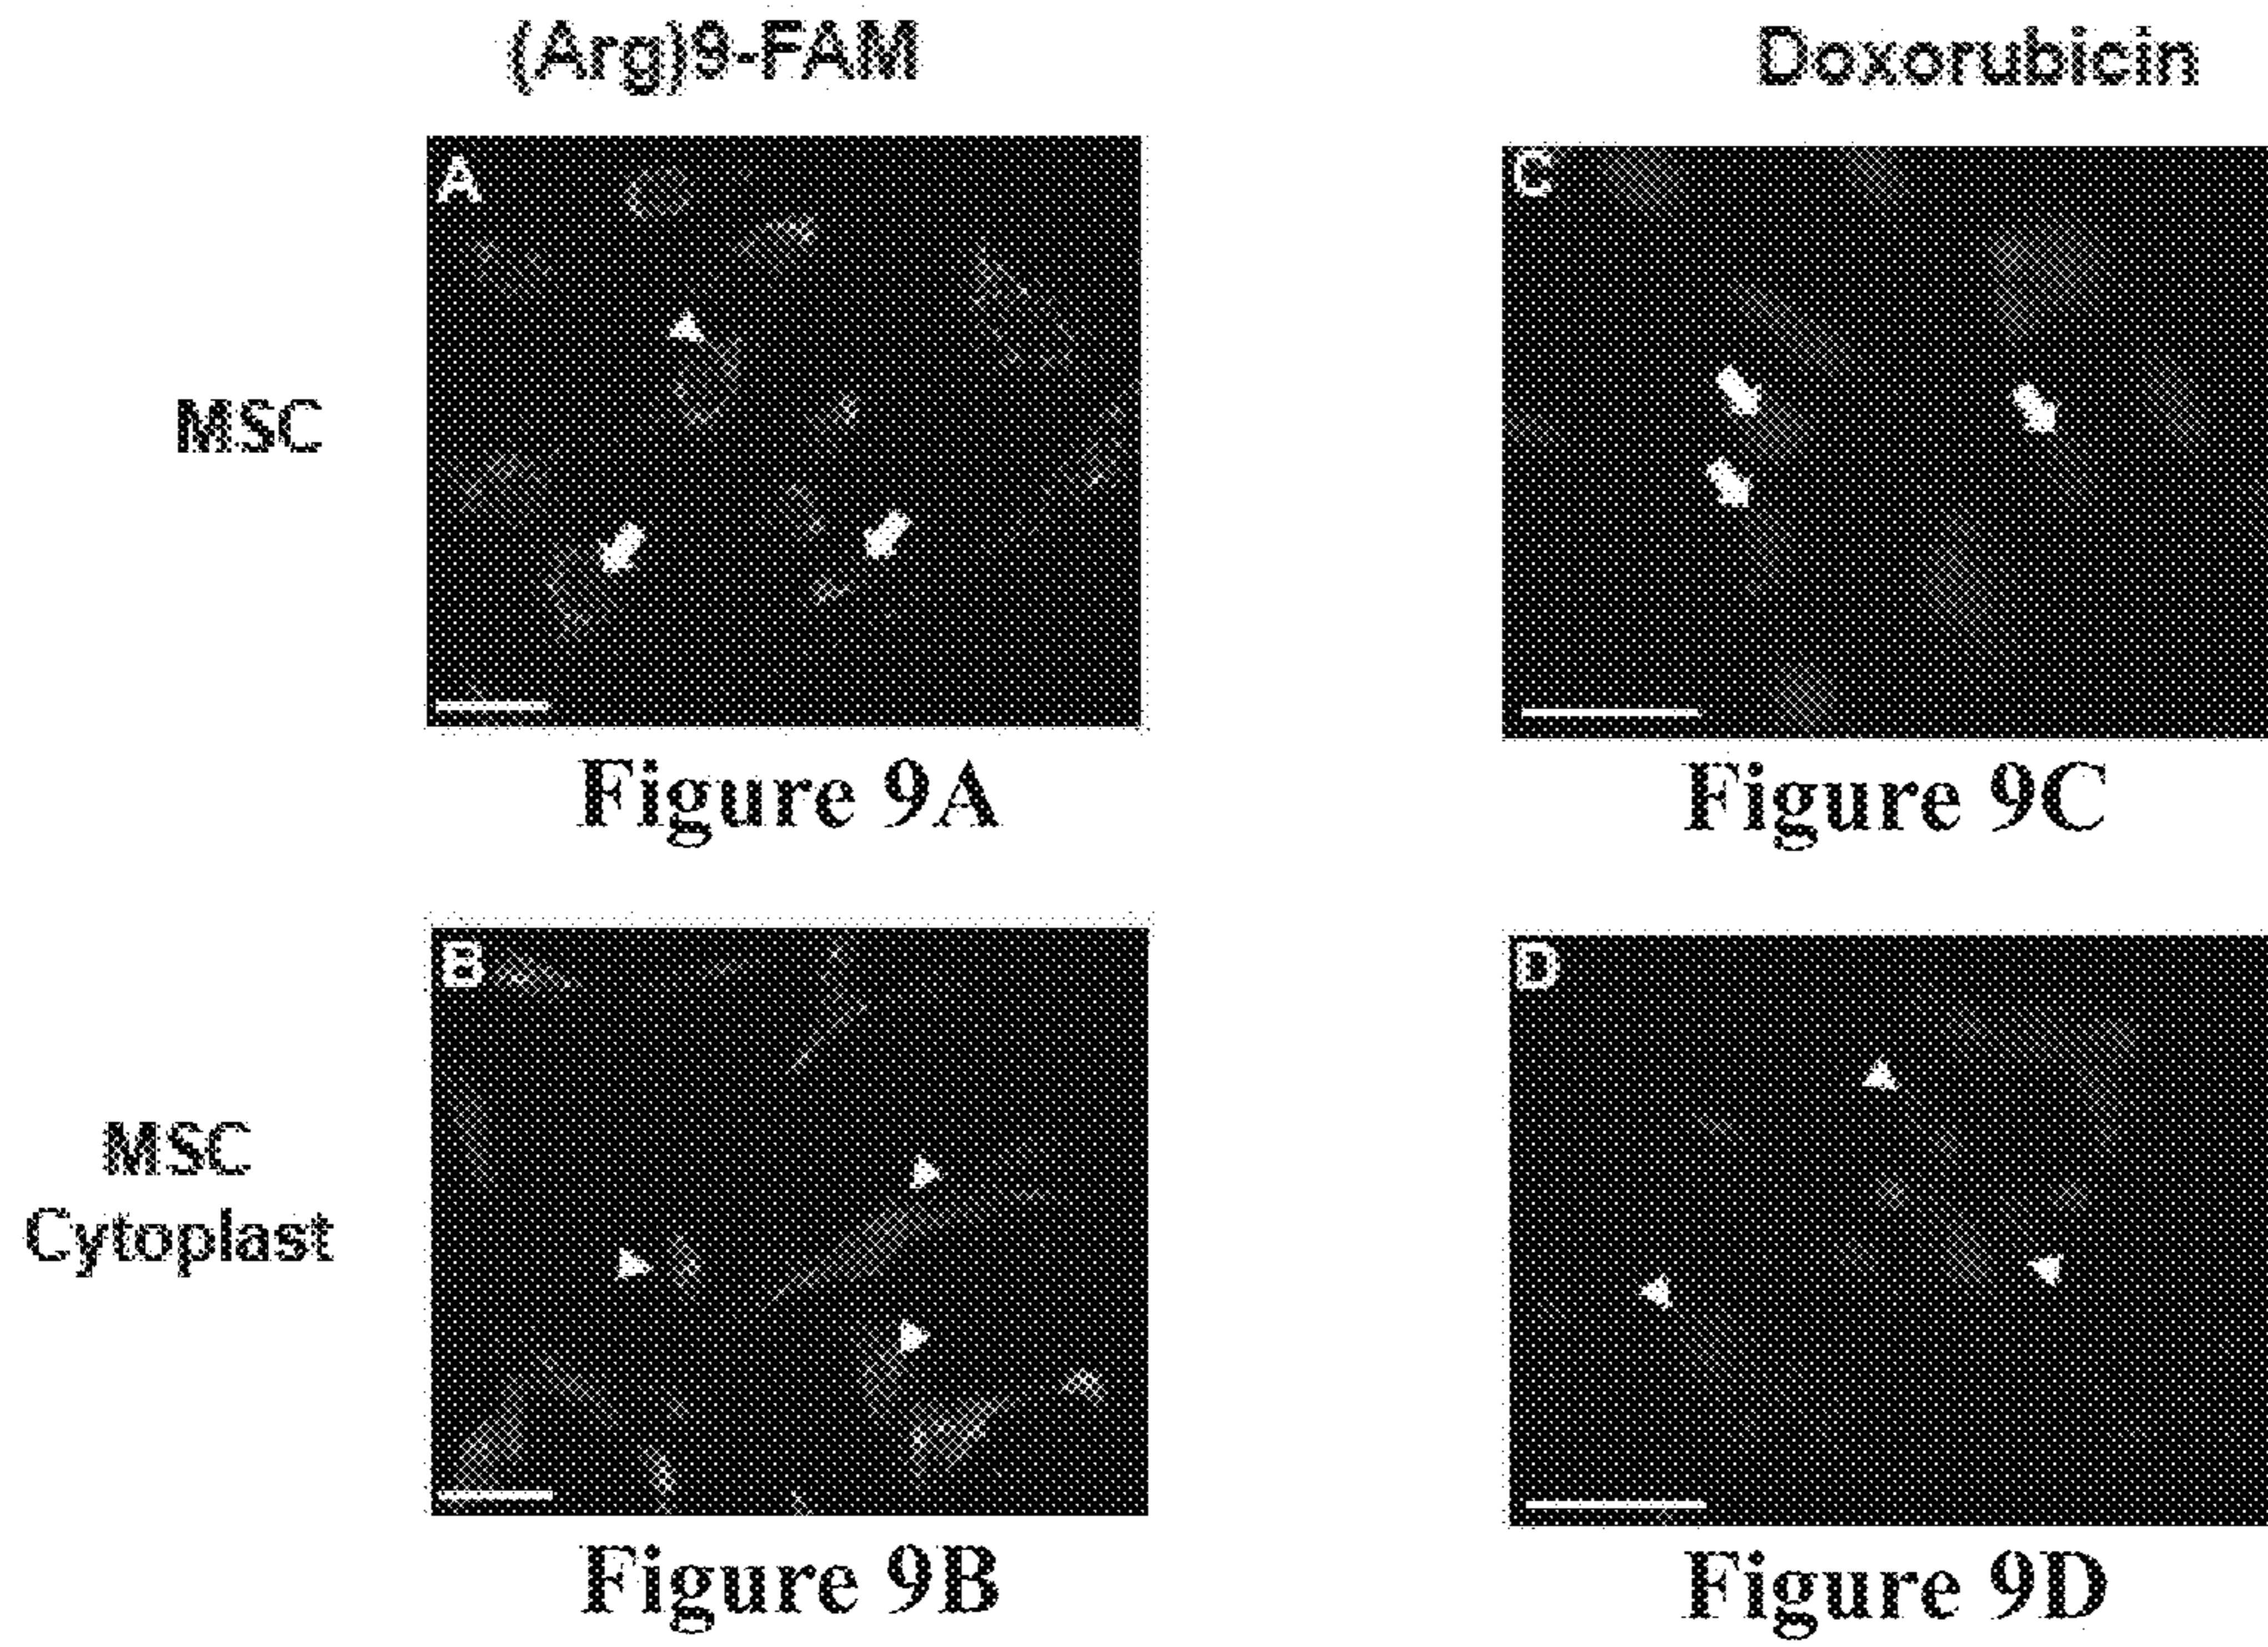 (Arg)9-FAM
Doxorubicin
MSC
A
C
Figure 9A
Figure 9C
MSC
Cytoplast
B
D
Figure 9B
Figure 9D